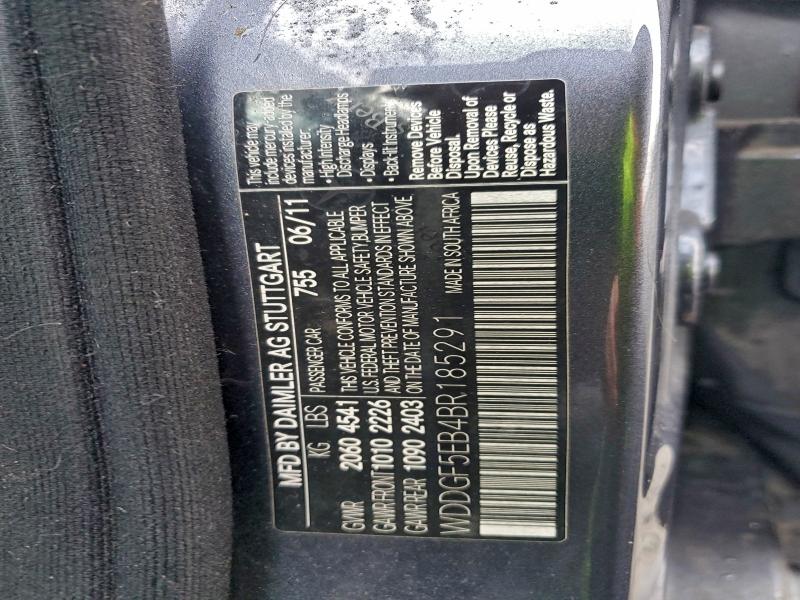 MFD BY DAIMLER AG STUTTGART
KG LBS PASSENGER CAR 755 06/11
GVWR 2060 4541 THIS VEHICLE CONFORMS TO ALL APPLICABLE
GAWR FRONT 1010 2226 U.S. FEDERAL MOTOR VEHICLE SAFETY, BUMPER
GAWR REAR 1090 2403 AND THEFT PREVENTION STANDARDS IN EFFECT
ON THE DATE OF MANUFACTURE SHOWN ABOVE
WDDGF5EB4BR185291 MADE IN SOUTH AFRICA
This vehicle may
include mercury-added
devices installed by the
manufacturer:
• High Intensity
Discharge Headlamps
• Displays
• Back-lit Instrument
Remove Devices
Before Vehicle
Disposal.
Upon Removal of
Devices Please
Reuse, Recycle or
Dispose as
Hazardous Waste.